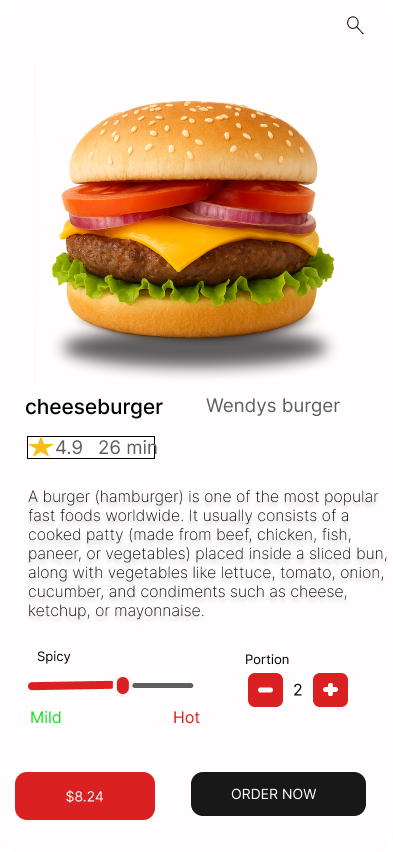 cheeseburger Wendys burger
4.9 26 min
A burger (hamburger) is one of the most popular
fast foods worldwide. It usually consists of a
cooked patty (made from beef, chicken, fish,
paneer, or vegetables) placed inside a sliced bun,
along with vegetables like lettuce, tomato, onion,
cucumber, and condiments such as cheese,
ketchup, or mayonnaise.
Spicy Portion
2
Mild Hot
$8.24 ORDER NOW